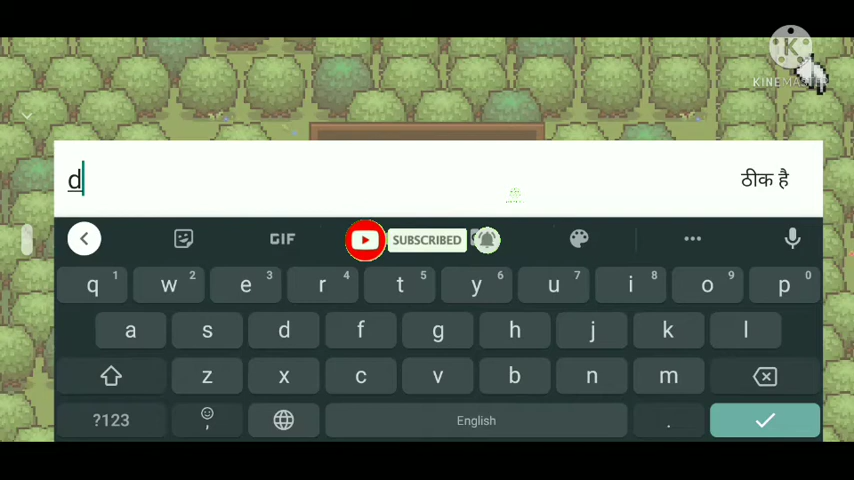 KINEMASTER
d
ठीक है
GIF
SUBSCRIBED
q 1 w 2 e 3 r 4 t 5 y 6 u 7 i 8 o 9 p 0
a s d f g h j k l
z x c v b n m
?123 , English .